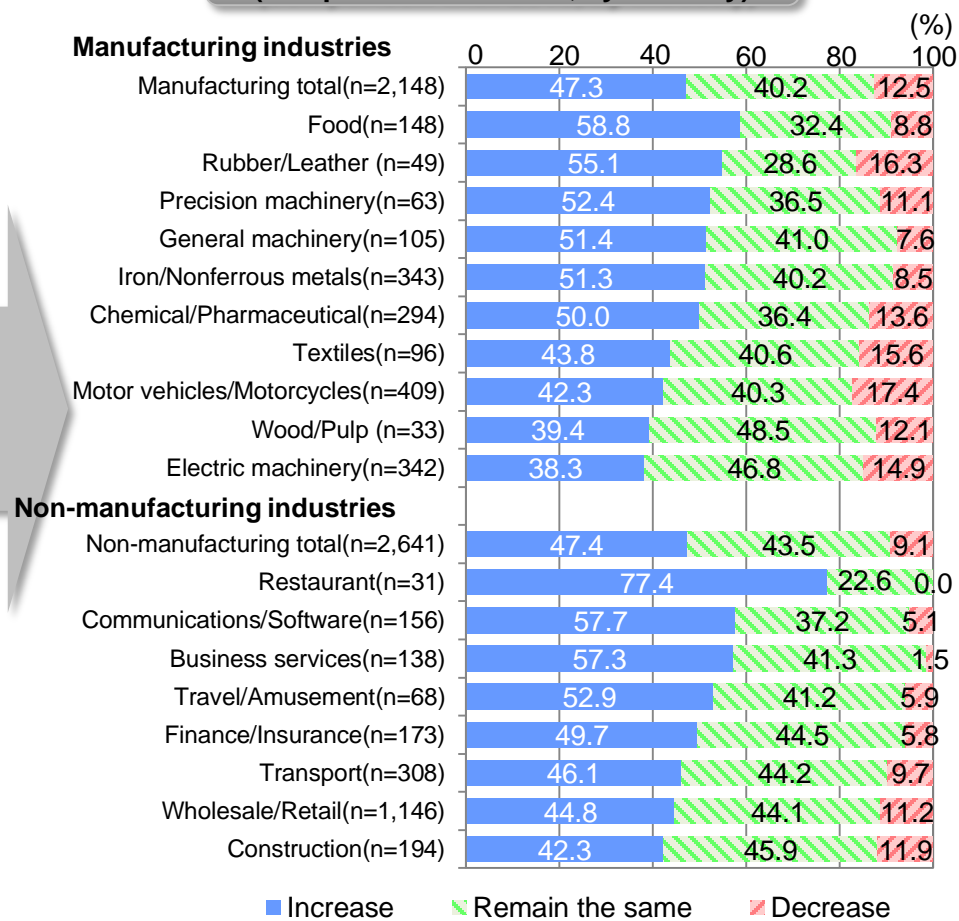 (%)
Manufacturing industries
0 20 40 60 80 100
Manufacturing total(n=2,148) 47.3 40.2 12.5
Food(n=148) 58.8 32.4 8.8
Rubber/Leather (n=49) 55.1 28.6 16.3
Precision machinery(n=63) 52.4 36.5 11.1
General machinery(n=105) 51.4 41.0 7.6
Iron/Nonferrous metals(n=343) 51.3 40.2 8.5
Chemical/Pharmaceutical(n=294) 50.0 36.4 13.6
Textiles(n=96) 43.8 40.6 15.6
Motor vehicles/Motorcycles(n=409) 42.3 40.3 17.4
Wood/Pulp (n=33) 39.4 48.5 12.1
Electric machinery(n=342) 38.3 46.8 14.9
Non-manufacturing industries
Non-manufacturing total(n=2,641) 47.4 43.5 9.1
Restaurant(n=31) 77.4 22.6 0.0
Communications/Software(n=156) 57.7 37.2 5.1
Business services(n=138) 57.3 41.3 1.5
Travel/Amusement(n=68) 52.9 41.2 5.9
Finance/Insurance(n=173) 49.7 44.5 5.8
Transport(n=308) 46.1 44.2 9.7
Wholesale/Retail(n=1,146) 44.8 44.1 11.2
Construction(n=194) 42.3 45.9 11.9
Increase Remain the same Decrease